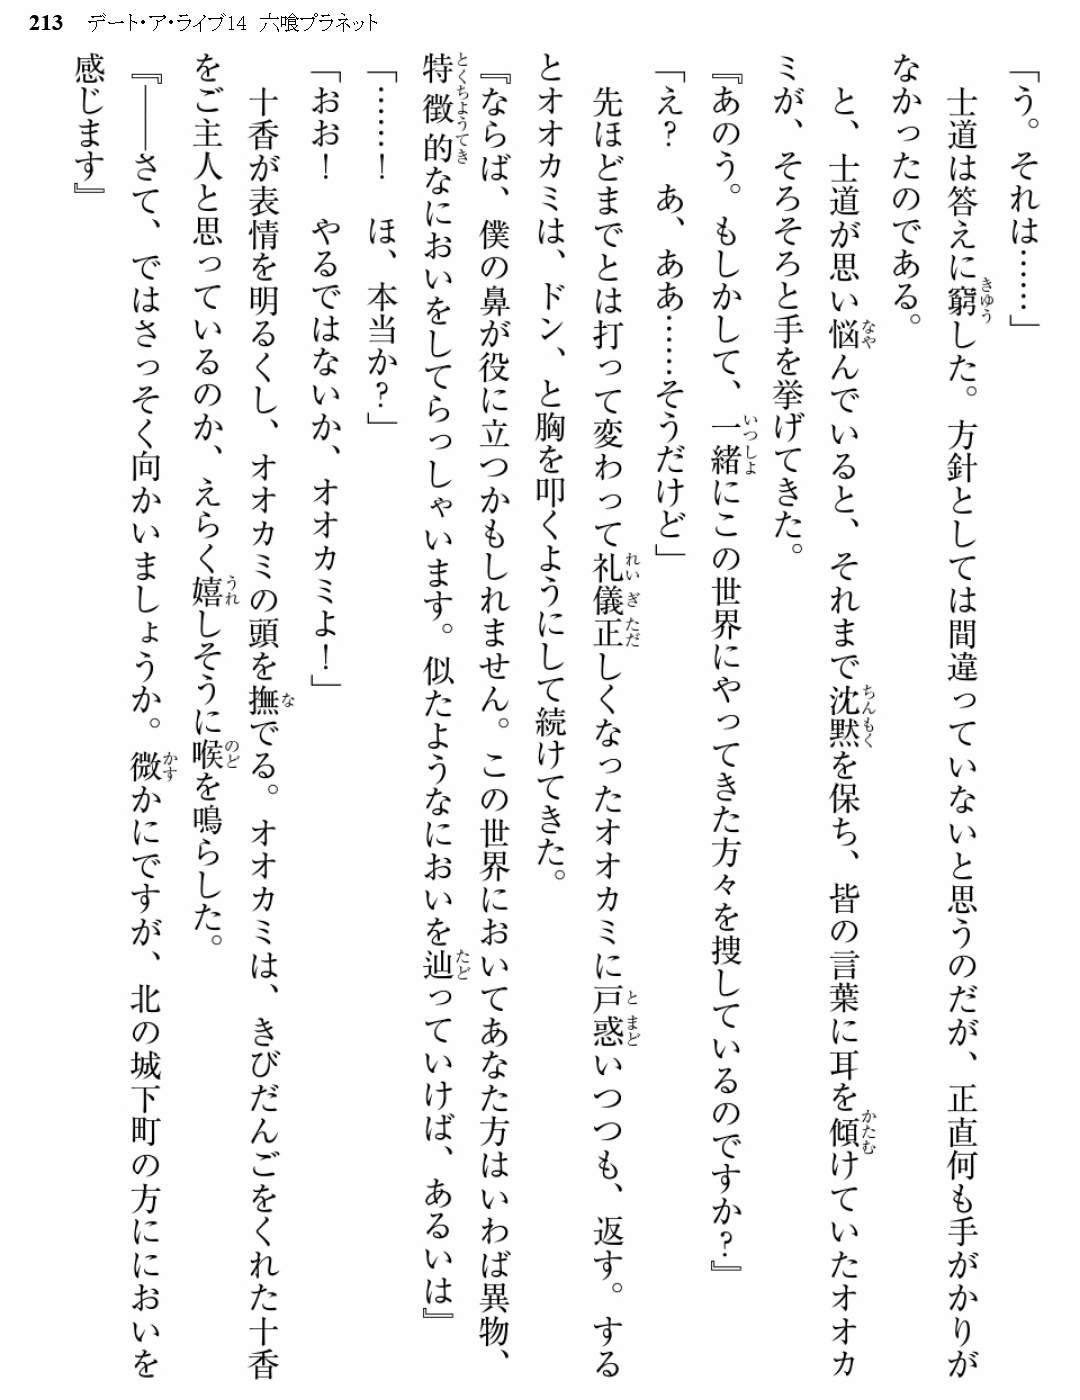 213 デート・ア・ライブ14 六喰プラネット
「う。それは……」
士道は答えに窮した。方針としては間違っていないと思うのだが、正直何も手がかりが
なかったのである。
と、士道が思い悩んでいると、それまで沈黙を保ち、皆の言葉に耳を傾けていたオオカ
ミが、そろそろと手を挙げてきた。
『あのう。もしかして、一緒にこの世界にやってきた方々を捜しているのですか？』
「え？　あ、ああ……そうだけど」
先ほどまでとは打って変わって礼儀正しくなったオオカミに戸惑いつつも、返す。する
とオオカミは、ドン、と胸を叩くようにして続けてきた。
『ならば、僕の鼻が役に立つかもしれません。この世界においてあなた方はいわば異物、
特徴的なにおいをしてらっしゃいます。似たようなにおいを辿っていけば、あるいは』
「……！　ほ、本当か？」
「おお！　やるではないか、オオカミよ！」
十香が表情を明るくし、オオカミの頭を撫でる。オオカミは、きびだんごをくれた十香
をご主人と思っているのか、えらく嬉しそうに喉を鳴らした。
『――さて、ではさっそく向かいましょうか。微かにですが、北の城下町の方ににおいを
感じます』